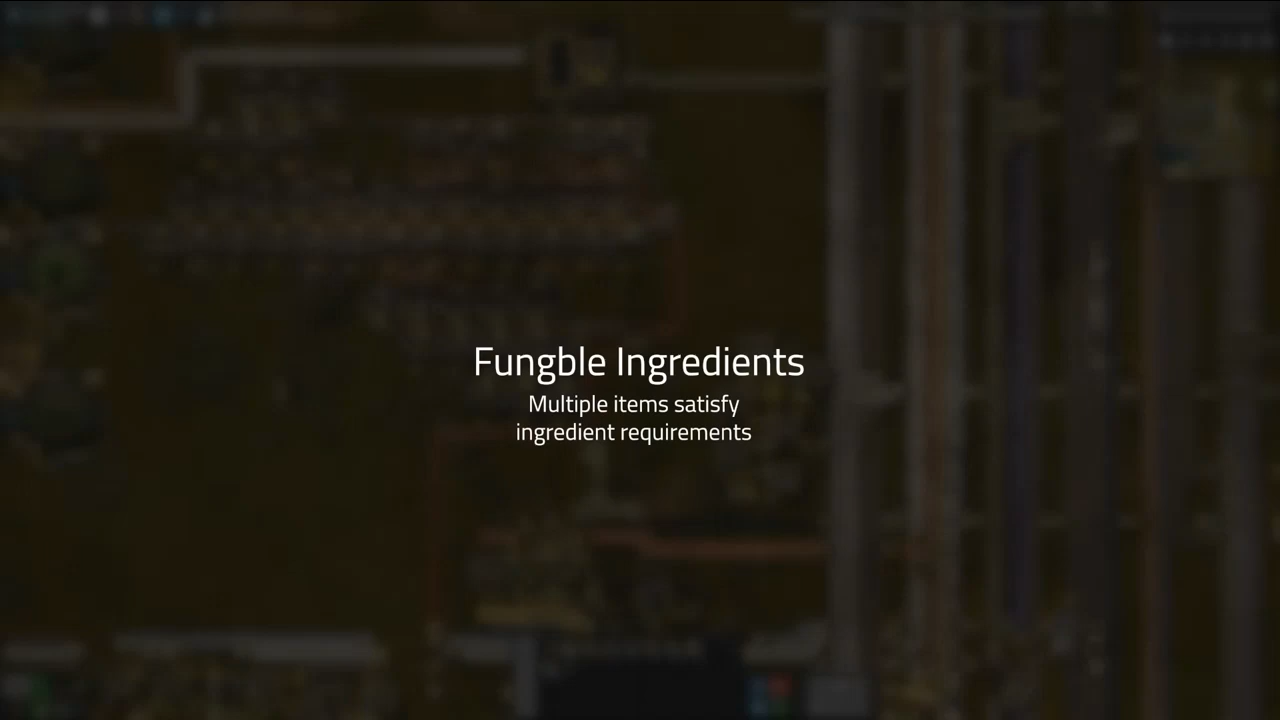 Fungble Ingredients
Multiple items satisfy
ingredient requirements